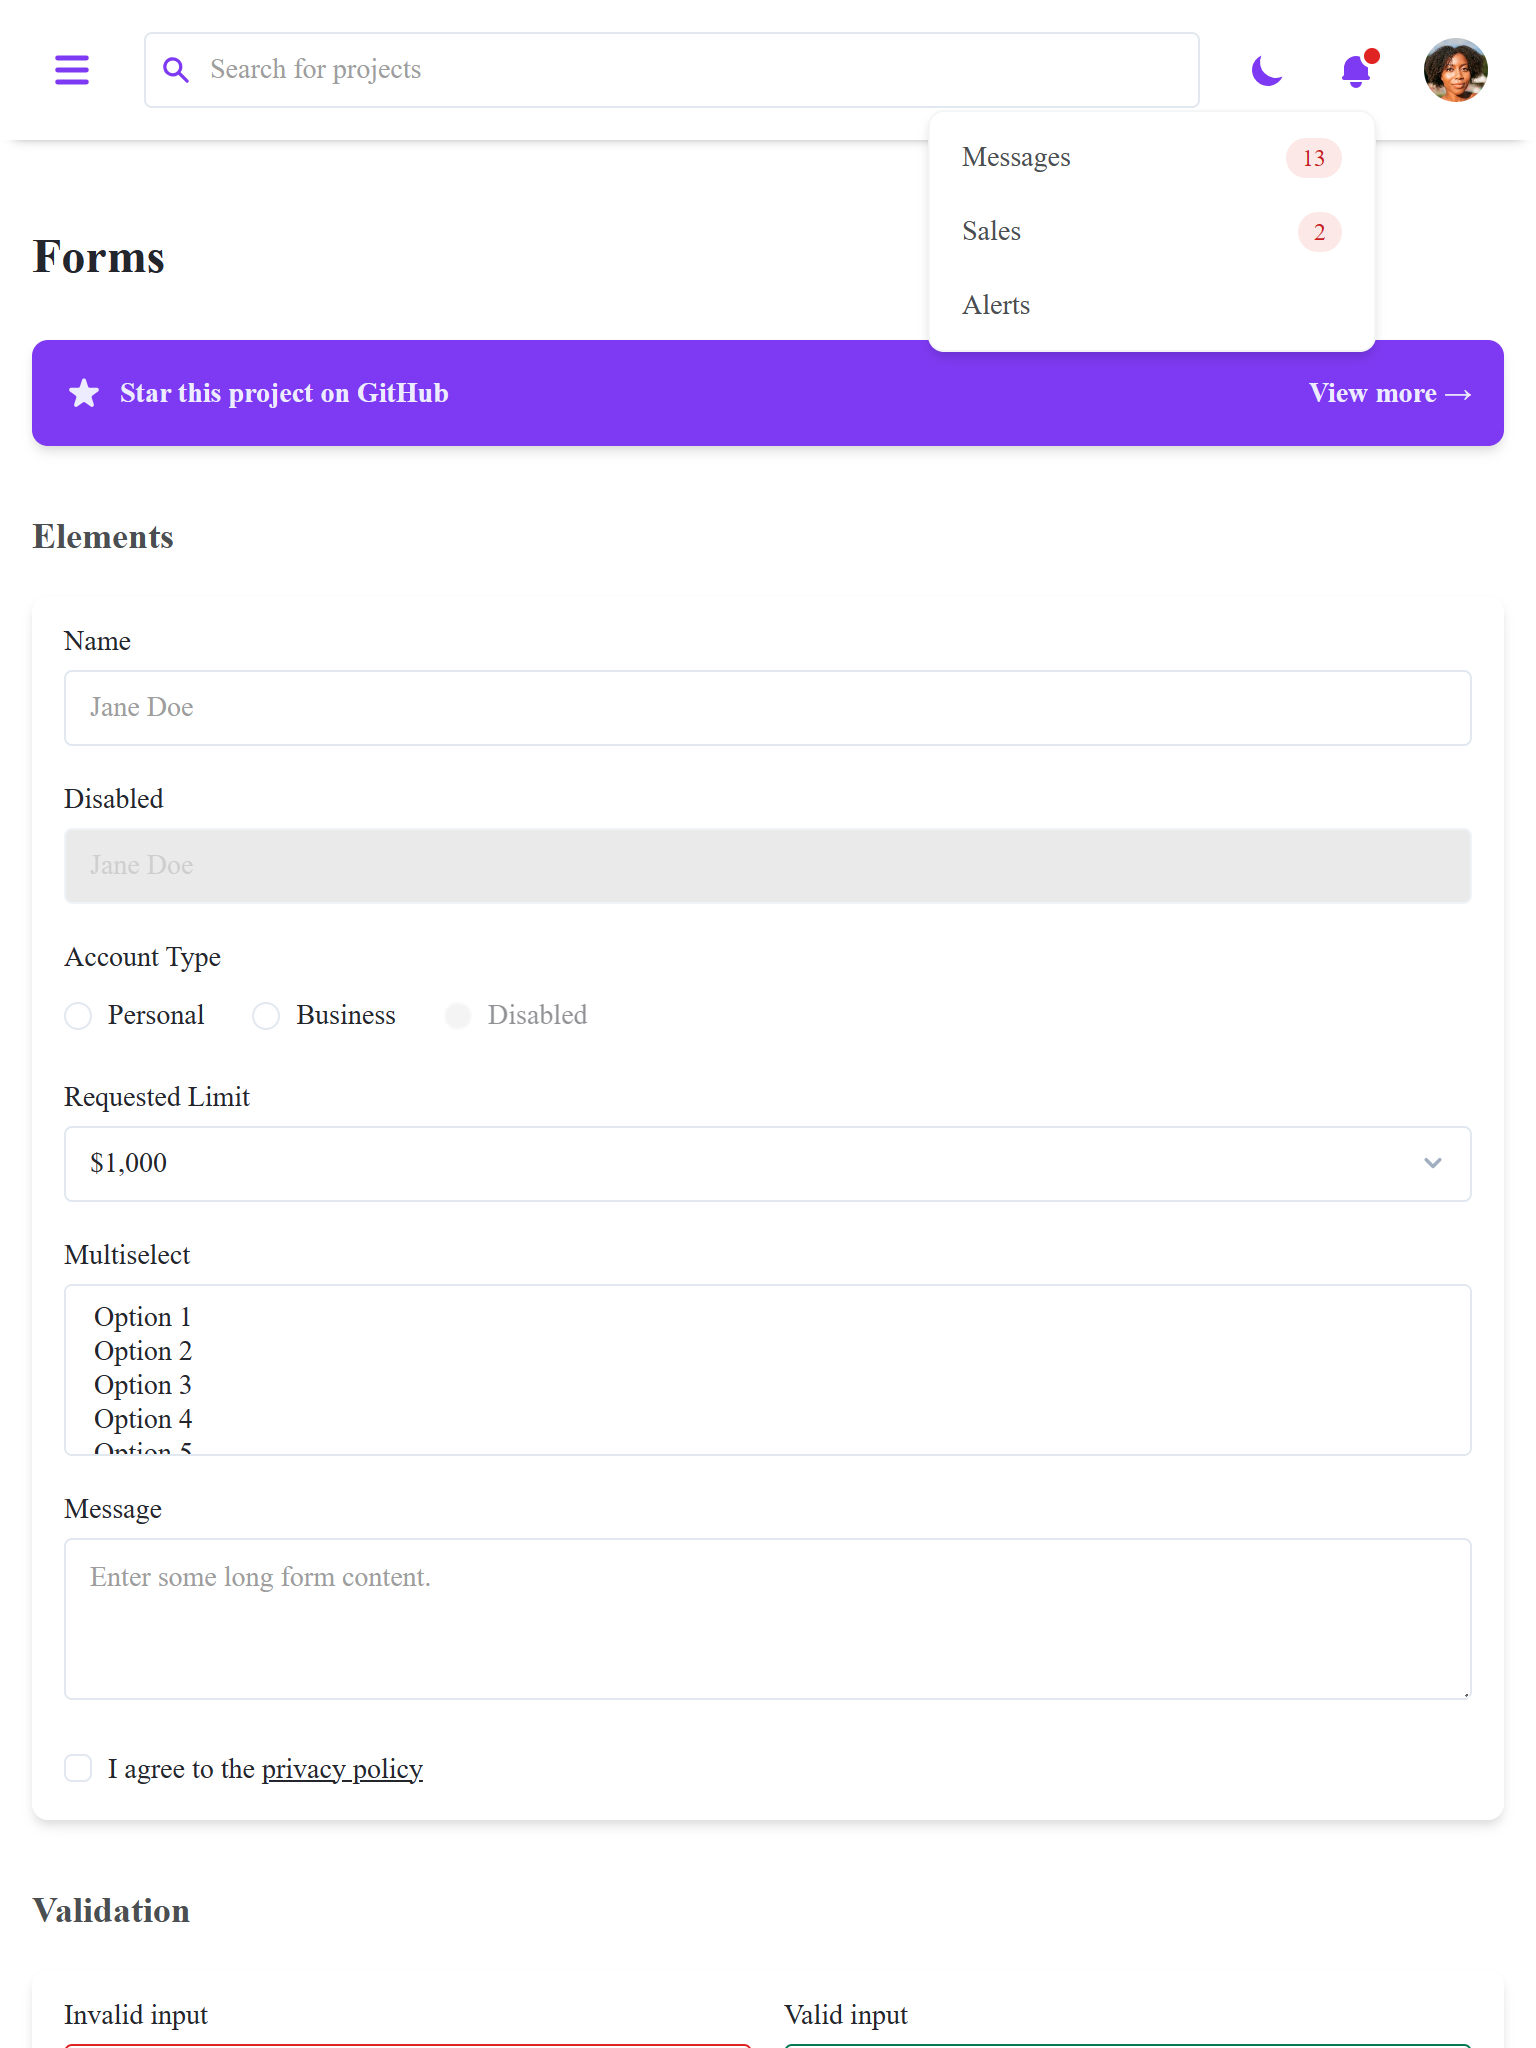 Search for projects
Messages 13
Sales 2
Alerts
Forms
Star this project on GitHub View more →
Elements
Name
Jane Doe
Disabled
Jane Doe
Account Type
Personal Business Disabled
Requested Limit
$1,000
Multiselect
Option 1
Option 2
Option 3
Option 4
Option 5
Message
Enter some long form content.
I agree to the privacy policy
Validation
Invalid input Valid input